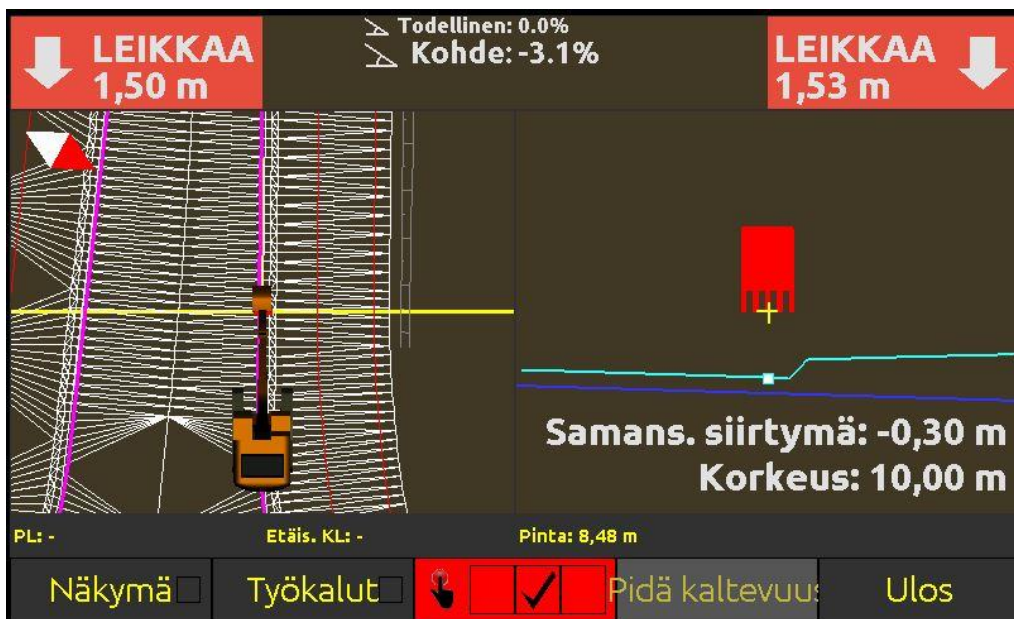 LEIKKAA
1,50 m
Todellinen: 0.0%
Kohde: -3.1%
LEIKKAA
1,53 m
Samans. siirtymä: -0,30 m
Korkeus: 10,00 m
PL: -
Etäis. KL: -
Pinta: 8,48 m
Näkymä
Työkalut
Pidä kaltevuus
Ulos